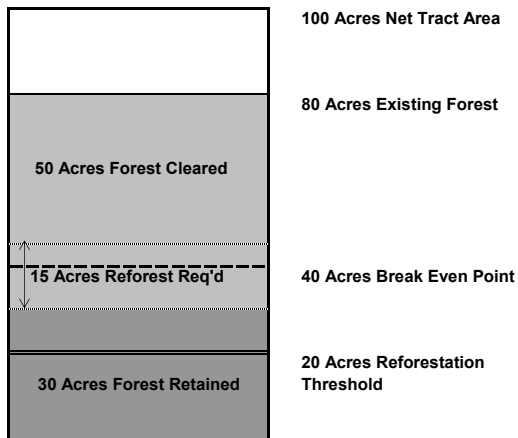 100 Acres Net Tract Area
80 Acres Existing Forest
50 Acres Forest Cleared
15 Acres Reforest Req'd
40 Acres Break Even Point
20 Acres Reforestation
Threshold
30 Acres Forest Retained